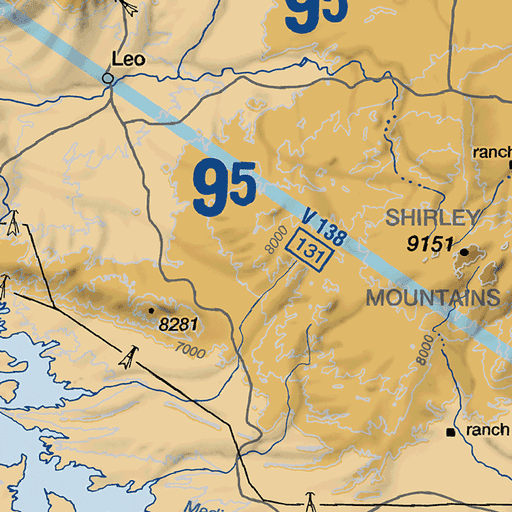 95
Leo
ranch
95
V 138
SHIRLEY
8000
131
9151
MOUNTAINS
8281
7000
8000
ranch